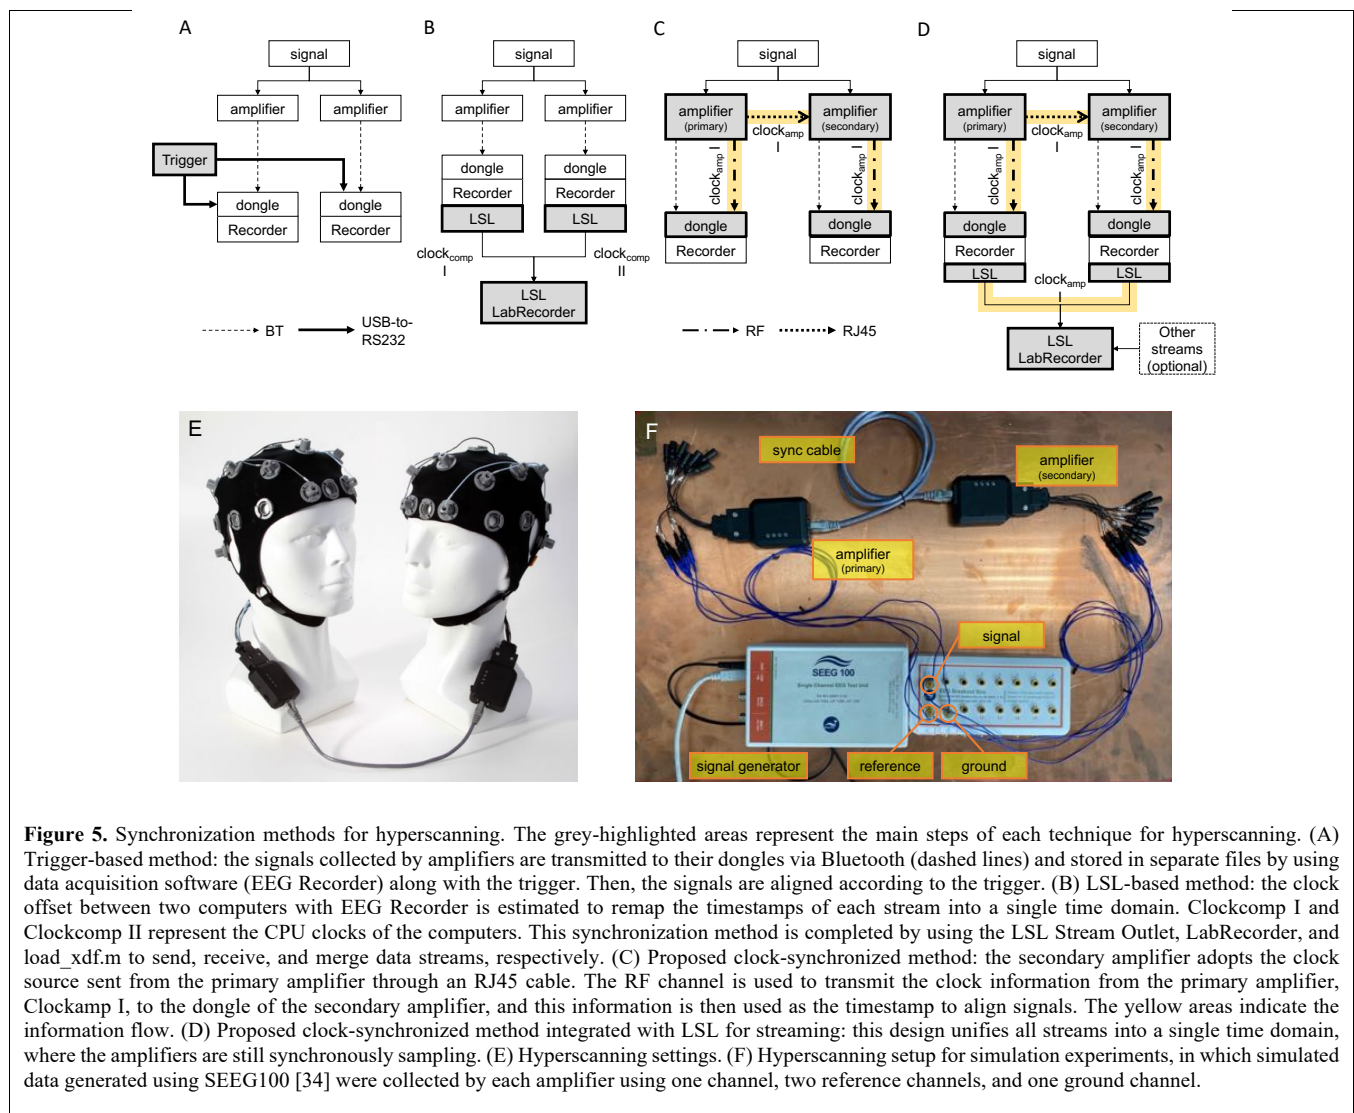 A
B
C
D
signal
signal
signal
signal
amplifier
amplifier
amplifier
amplifier
amplifier
(primary)
amplifier
(secondary)
amplifier
(primary)
amplifier
(secondary)
clockamp
I
clockamp
I
Trigger
clockamp I
clockamp I
clockamp I
clockamp I
dongle
Recorder
dongle
Recorder
dongle
Recorder
LSL
dongle
Recorder
LSL
dongle
Recorder
dongle
Recorder
dongle
Recorder
LSL
dongle
Recorder
LSL
clockcomp
I
clockcomp
II
clockamp
I
LSL
LabRecorder
LSL
LabRecorder
Other
streams
(optional)
BT
USB-to-
RS232
RF
RJ45
E
F
sync cable
amplifier
(secondary)
amplifier
(primary)
signal
SEEG 100
Single Channel EEG Test Unit
EEG Breakout Box
signal generator
reference
ground
Figure 5. Synchronization methods for hyperscanning. The grey-highlighted areas represent the main steps of each technique for hyperscanning. (A)
Trigger-based method: the signals collected by amplifiers are transmitted to their dongles via Bluetooth (dashed lines) and stored in separate files by using
data acquisition software (EEG Recorder) along with the trigger. Then, the signals are aligned according to the trigger. (B) LSL-based method: the clock
offset between two computers with EEG Recorder is estimated to remap the timestamps of each stream into a single time domain. Clockcomp I and
Clockcomp II represent the CPU clocks of the computers. This synchronization method is completed by using the LSL Stream Outlet, LabRecorder, and
load_xdf.m to send, receive, and merge data streams, respectively. (C) Proposed clock-synchronized method: the secondary amplifier adopts the clock
source sent from the primary amplifier through an RJ45 cable. The RF channel is used to transmit the clock information from the primary amplifier,
Clockamp I, to the dongle of the secondary amplifier, and this information is then used as the timestamp to align signals. The yellow areas indicate the
information flow. (D) Proposed clock-synchronized method integrated with LSL for streaming: this design unifies all streams into a single time domain,
where the amplifiers are still synchronously sampling. (E) Hyperscanning settings. (F) Hyperscanning setup for simulation experiments, in which simulated
data generated using SEEG100 [34] were collected by each amplifier using one channel, two reference channels, and one ground channel.